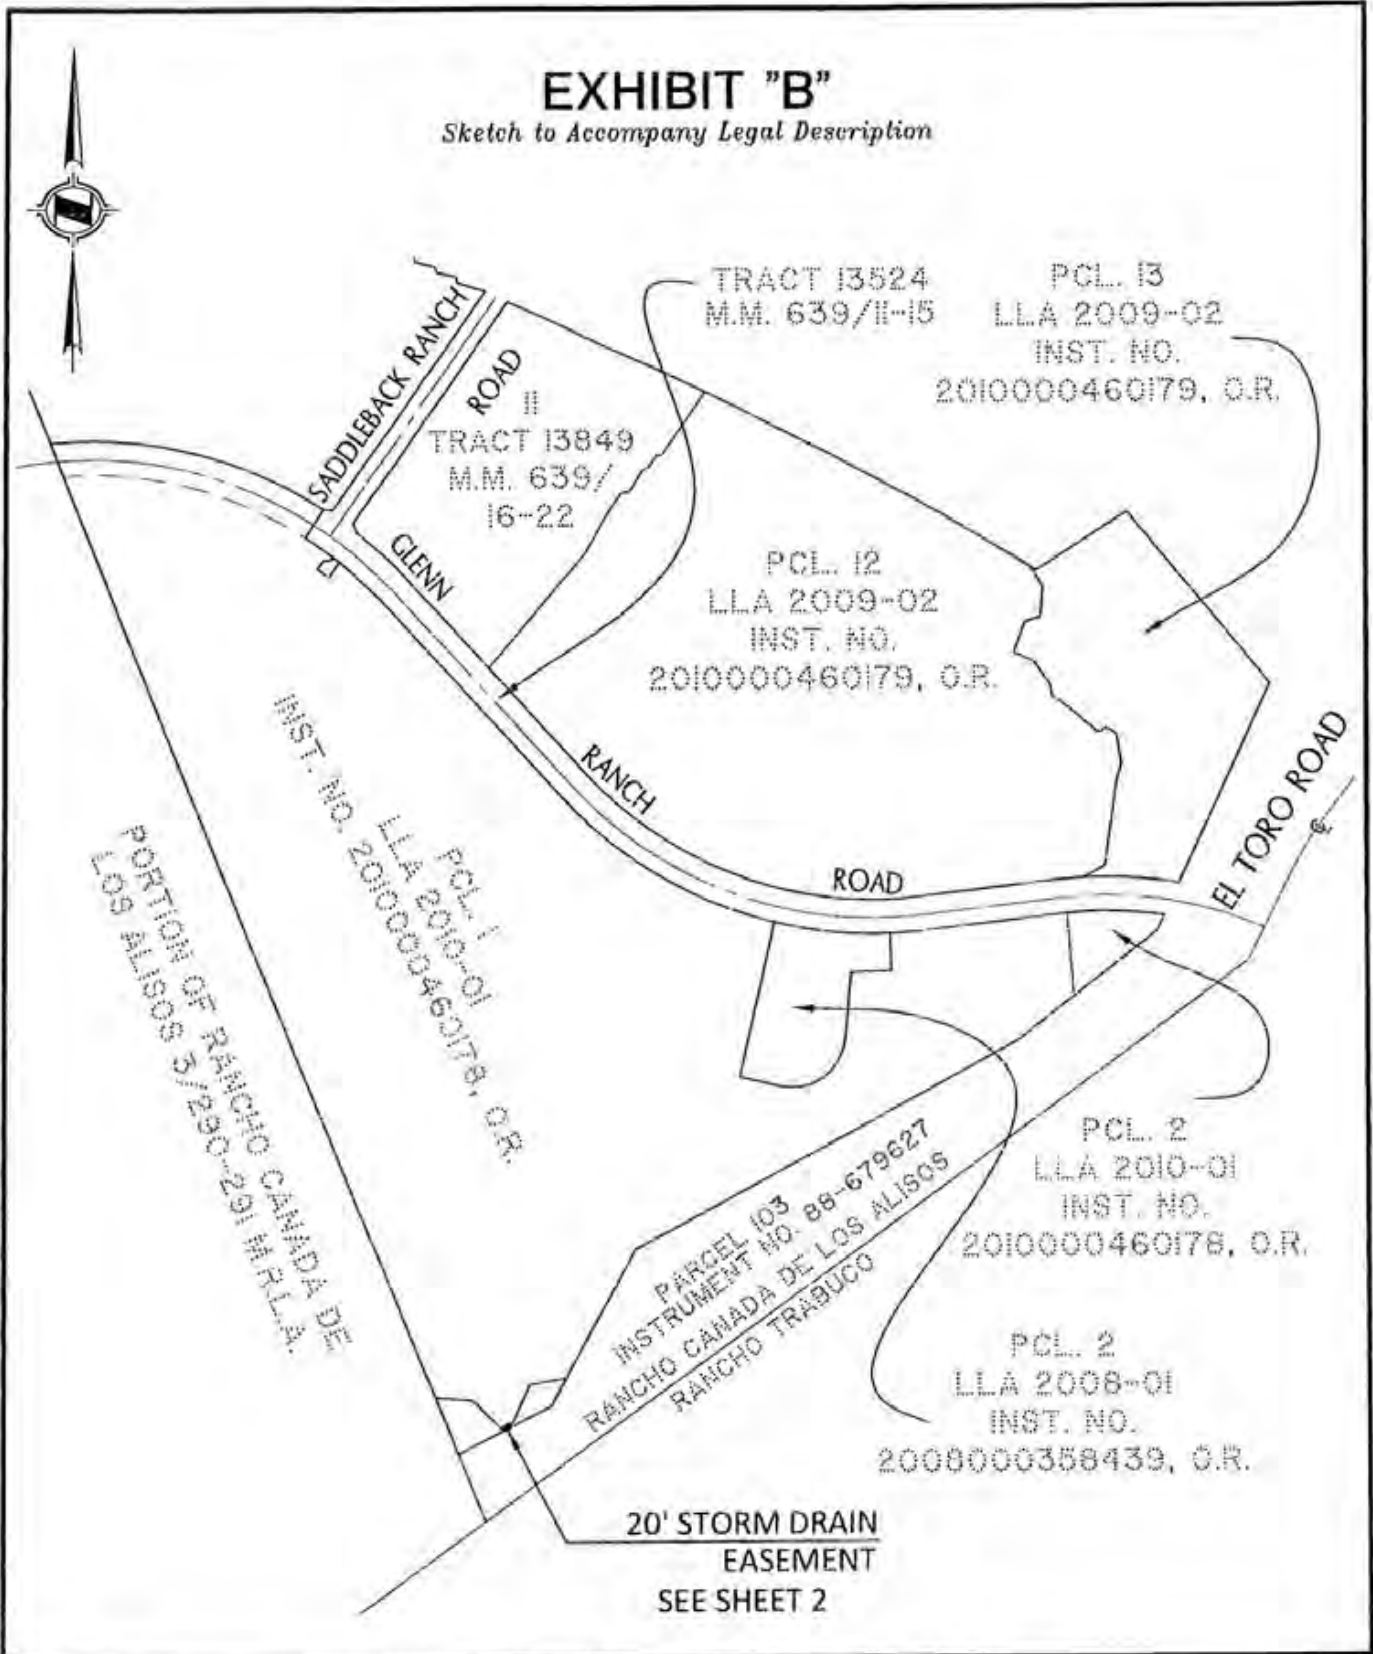 EXHIBIT "B"
Sketch to Accompany Legal Description
TRACT 13524
M.M. 639/11-15
PCL. 13
LLA 2009-02
INST. NO.
2010000460179, O.R.
SADDLEBACK RANCH
ROAD
11
TRACT 13849
M.M. 639/
16-22
GLENN
PCL. 12
LLA 2009-02
INST. NO.
2010000460179, O.R.
RANCH
ROAD
EL TORO ROAD
PCL. 1
LLA 2010-01
INST. NO. 2010000460178, O.R.
PORTION OF RANCHO CANADA DE
LOS ALISOS 3/290-291 M.R.L.A.
PARCEL 103
INSTRUMENT NO. 88-679627
RANCHO CANADA DE LOS ALISOS
RANCHO TRABUCO
PCL. 2
LLA 2010-01
INST. NO.
2010000460178, O.R.
PCL. 2
LLA 2008-01
INST. NO.
2008000358439, O.R.
20' STORM DRAIN
EASEMENT
SEE SHEET 2